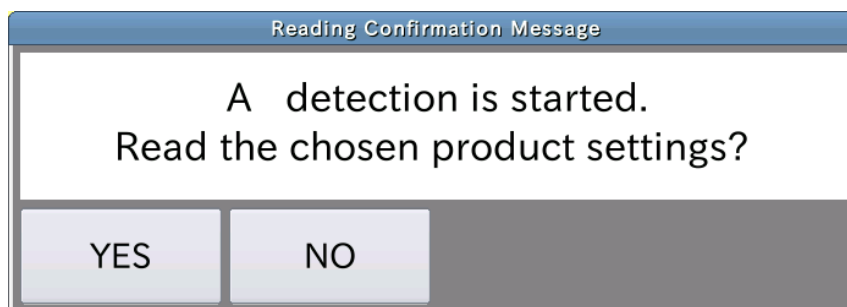 Reading Confirmation Message
A detection is started.
Read the chosen product settings?
YES NO